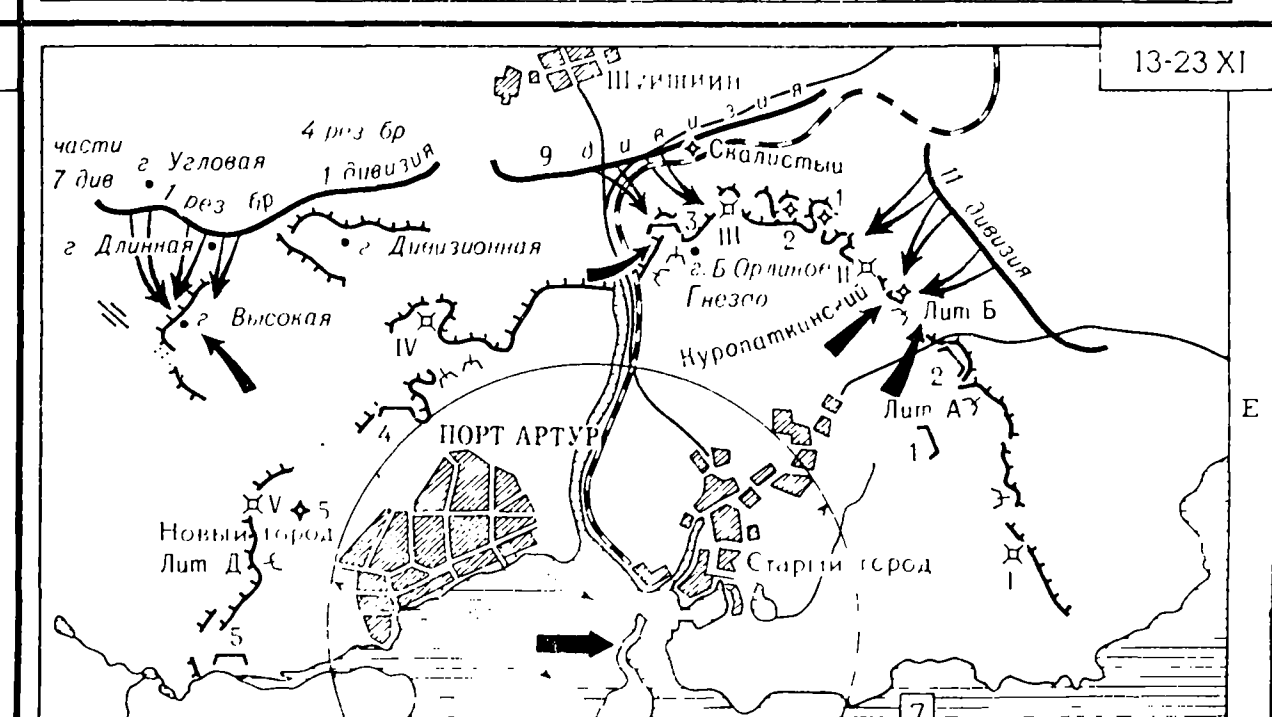 13-23 XI
Шуишиин
4 рез бр
части
7 див
г Угловая
1 рез бр
1 дивизия
9 дивизия
Скалистый
11 дивизия
г Длинная
г Дивизионная
3
III
2
1
г. Б Орлиное
Гнездо
II
г Высокая
Куропаткинский
Лит Б
IV
2
Лит А
4
1
Е
ПОРТ АРТУР
V
5
Новый город
Лит Д
Старый город
I
5
7